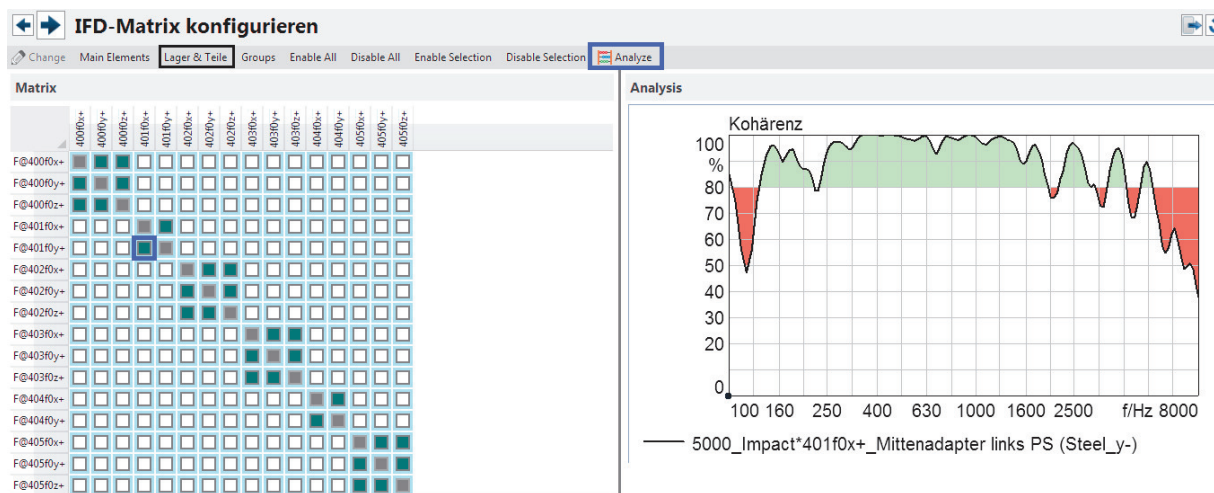 IFD-Matrix konfigurieren
Change Main Elements Lager & Teile Groups Enable All Disable All Enable Selection Disable Selection Analyze
Matrix
Analysis
400f0x+ 400f0y+ 400f0z+ 401f0x+ 401f0y+ 402f0x+ 402f0y+ 402f0z+ 403f0x+ 403f0y+ 403f0z+ 404f0x+ 404f0y+ 405f0x+ 405f0y+ 405f0z+
F@400f0x+
F@400f0y+
F@400f0z+
F@401f0x+
F@401f0y+
F@402f0x+
F@402f0y+
F@402f0z+
F@403f0x+
F@403f0y+
F@403f0z+
F@404f0x+
F@404f0y+
F@405f0x+
F@405f0y+
F@405f0z+
Kohärenz
100
%
80
70
60
50
40
30
20
0
100 160 250 400 630 1000 1600 2500 f/Hz 8000
5000_Impact*401f0x+_Mittenadapter links PS (Steel_y-)